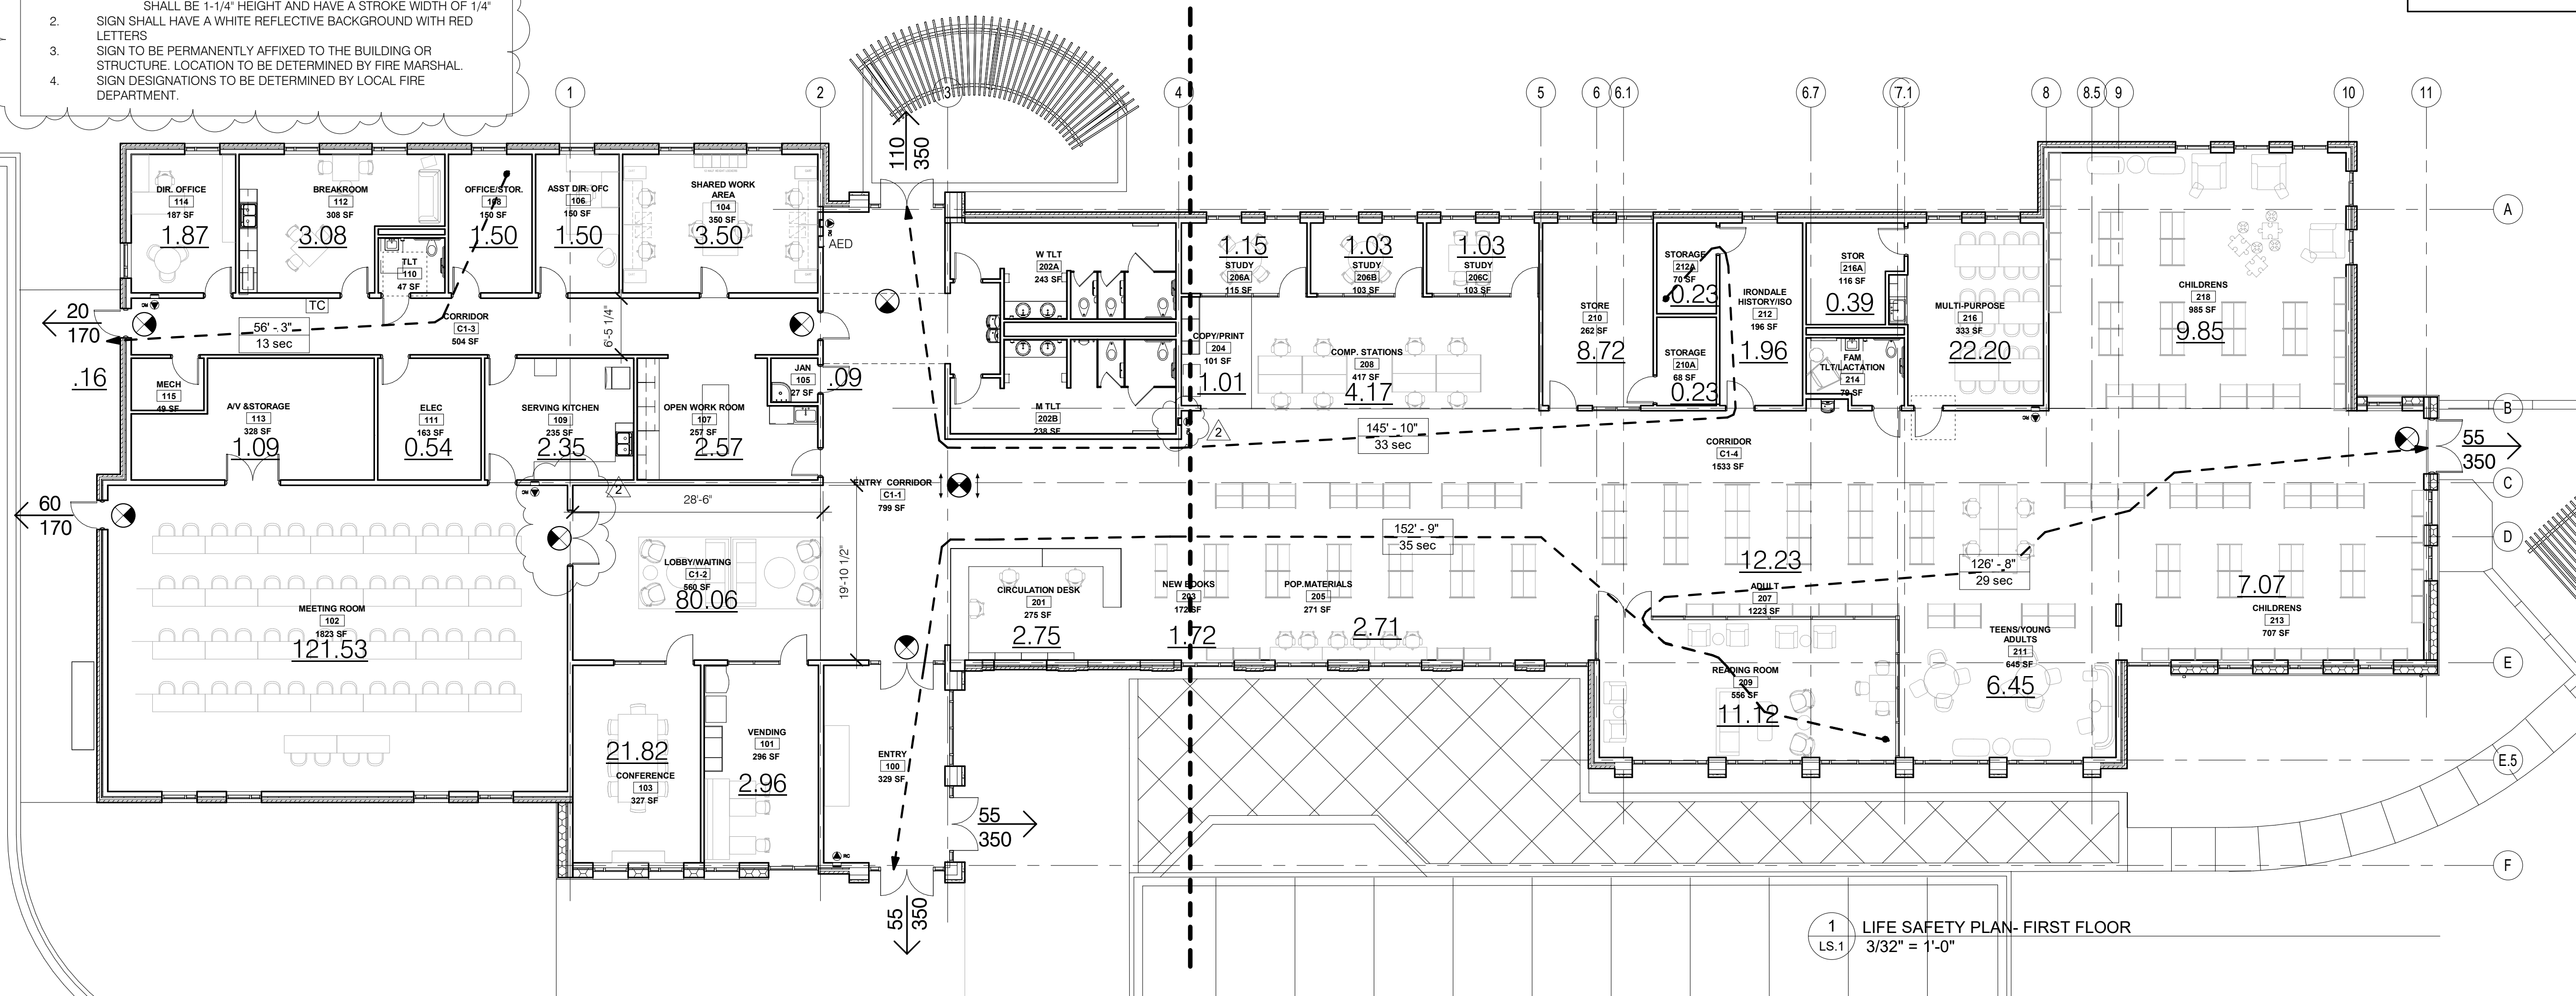 SHALL BE 1-1/4" HEIGHT AND HAVE A STROKE WIDTH OF 1/4"
2. SIGN SHALL HAVE A WHITE REFLECTIVE BACKGROUND WITH RED
LETTERS
3. SIGN TO BE PERMANENTLY AFFIXED TO THE BUILDING OR
STRUCTURE. LOCATION TO BE DETERMINED BY FIRE MARSHAL.
4. SIGN DESIGNATIONS TO BE DETERMINED BY LOCAL FIRE
DEPARTMENT.
1
2
3
4
5
6
6.1
6.7
7.1
8
8.5
9
10
11
A
B
C
D
E
E.5
F
110
350
DIR. OFFICE
114
187 SF
1.87
BREAKROOM
112
308 SF
3.08
TLT
110
47 SF
OFFICE/STOR.
108
150 SF
1.50
ASST DIR. OFC
106
150 SF
1.50
SHARED WORK
AREA
104
350 SF
3.50
AED
RC
TC
20
170
56' - 3"
13 sec
CORRIDOR
C1-3
504 SF
6'-5 1/4"
.16
MECH
115
49 SF
A/V &STORAGE
113
328 SF
1.09
ELEC
111
163 SF
0.54
SERVING KITCHEN
109
235 SF
2.35
OPEN WORK ROOM
107
257 SF
2.57
JAN
105
27 SF
.09
W TLT
202A
243 SF
M TLT
202B
238 SF
1.15
STUDY
206A
115 SF
1.03
STUDY
206B
103 SF
1.03
STUDY
206C
103 SF
COPY/PRINT
204
101 SF
1.01
COMP. STATIONS
208
417 SF
4.17
STORE
210
262 SF
8.72
STORAGE
212A
70 SF
0.23
STORAGE
210A
68 SF
0.23
IRONDALE
HISTORY/ISO
212
196 SF
1.96
STOR
216A
116 SF
0.39
FAM
TLT/LACTATION
214
79 SF
MULTI-PURPOSE
216
333 SF
22.20
CHILDRENS
218
985 SF
9.85
RC
2
145' - 10"
33 sec
CORRIDOR
C1-4
1533 SF
55
350
60
170
RC
2
28'-6"
ENTRY CORRIDOR
C1-1
799 SF
19'-10 1/2"
LOBBY/WAITING
C1-2
560 SF
80.06
MEETING ROOM
102
1823 SF
121.53
CIRCULATION DESK
201
275 SF
2.75
NEW BOOKS
203
172 SF
1.72
POP.MATERIALS
205
271 SF
2.71
152' - 9"
35 sec
12.23
ADULT
207
1223 SF
126' - 8"
29 sec
7.07
CHILDRENS
213
707 SF
READING ROOM
209
556 SF
11.12
TEENS/YOUNG
ADULTS
211
645 SF
6.45
21.82
CONFERENCE
103
327 SF
VENDING
101
296 SF
2.96
ENTRY
100
329 SF
RC
55
350
55
350
1
LS.1
LIFE SAFETY PLAN- FIRST FLOOR
3/32" = 1'-0"